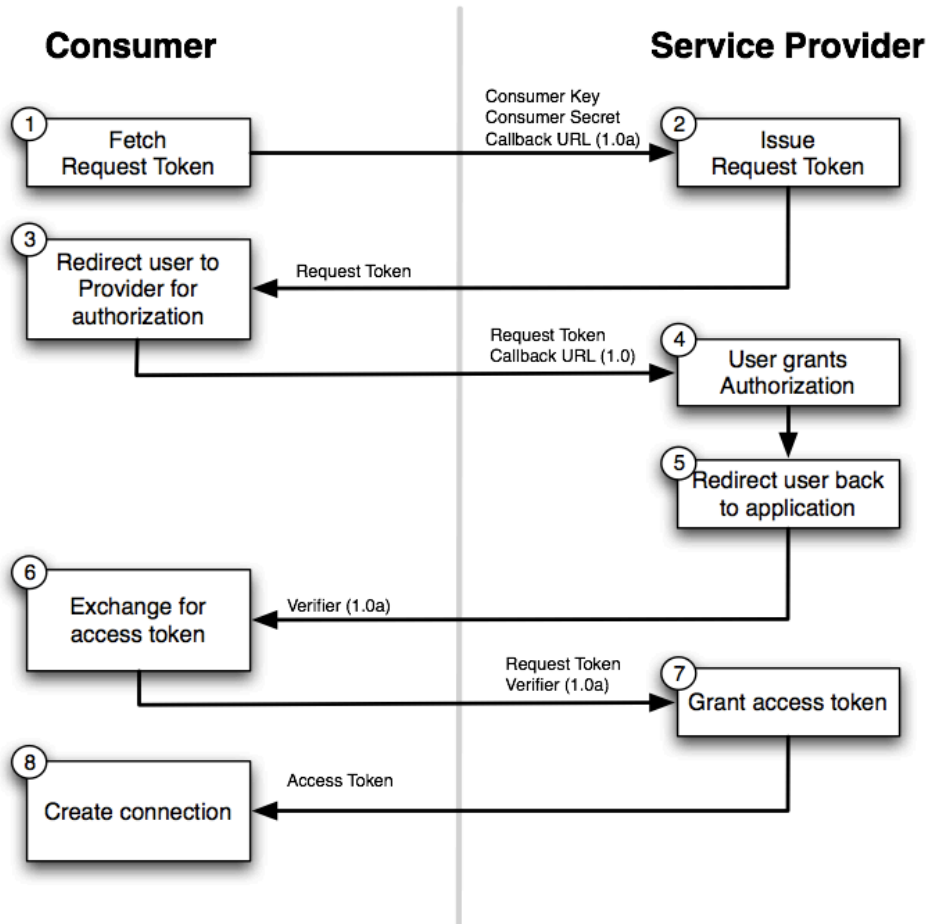 Consumer
Service Provider
Consumer Key
Consumer Secret
Callback URL (1.0a)
1
Fetch
Request Token
2
Issue
Request Token
3
Redirect user to
Provider for
authorization
Request Token
Request Token
Callback URL (1.0)
4
User grants
Authorization
5
Redirect user back
to application
6
Exchange for
access token
Verifier (1.0a)
Request Token
Verifier (1.0a)
7
Grant access token
8
Create connection
Access Token